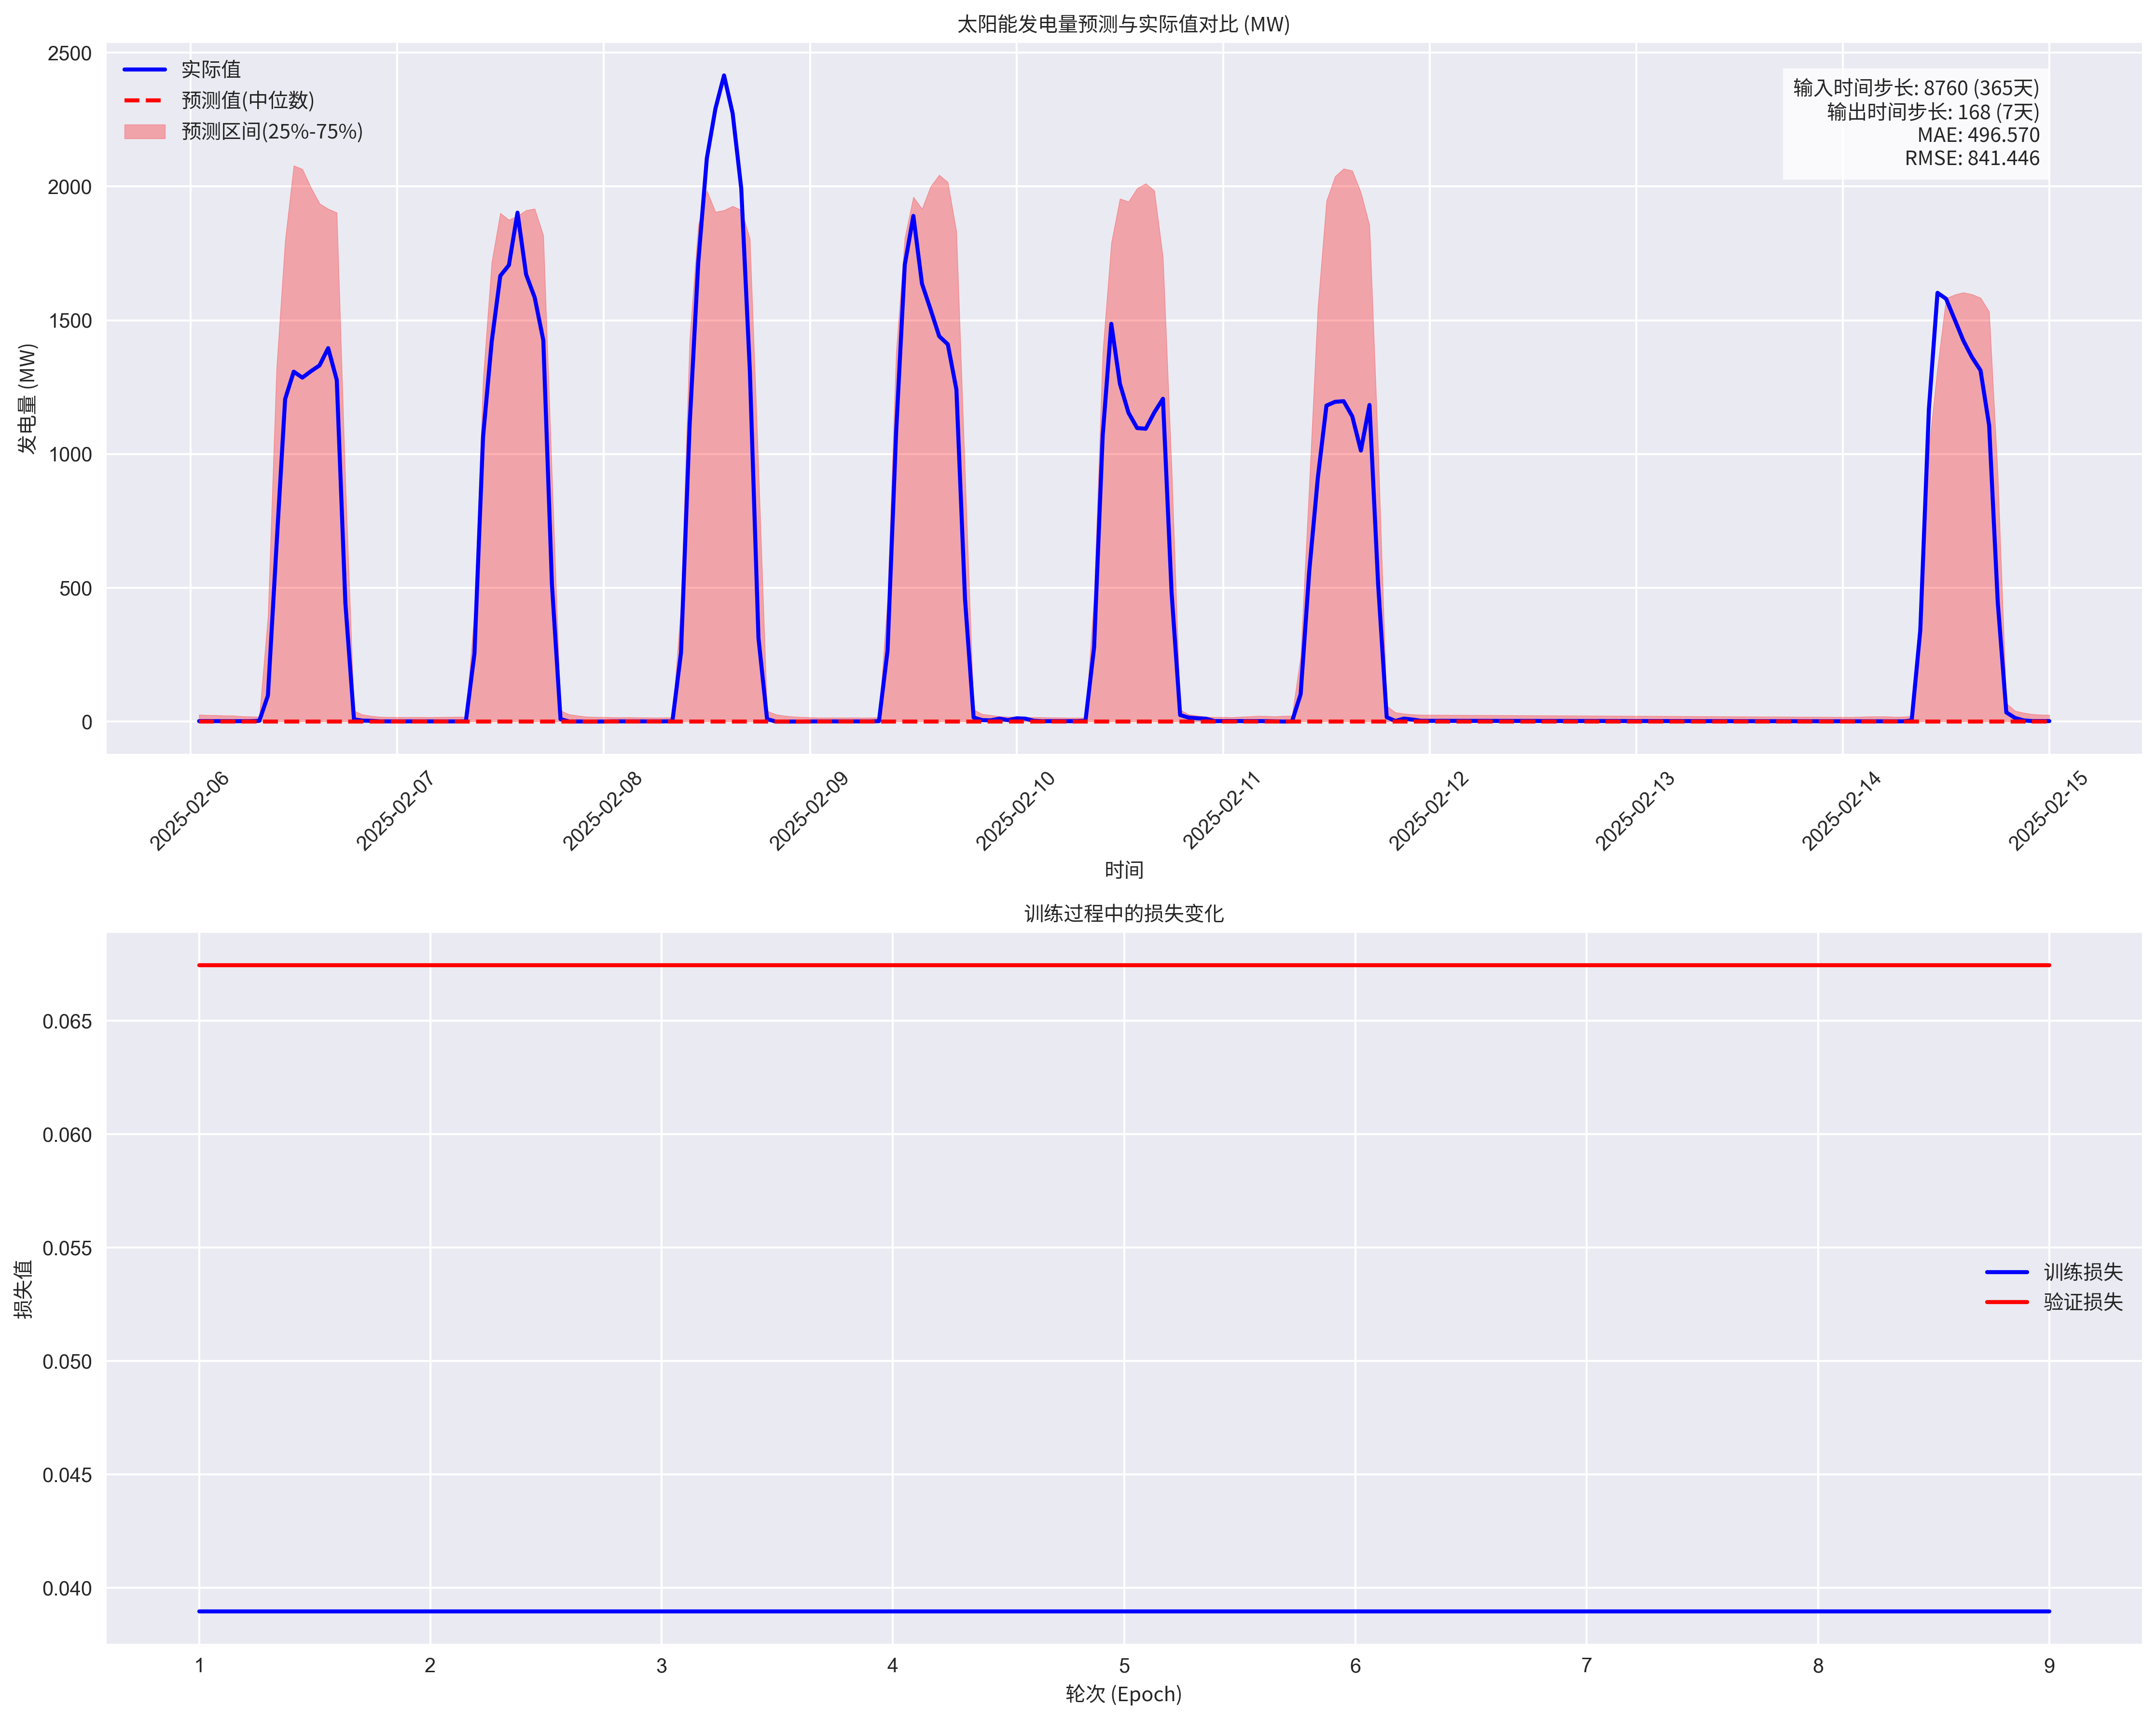 太阳能发电量预测与实际值对比 (MW)
2500
2000
1500
1000
500
0
发电量 (MW)
实际值
预测值(中位数)
预测区间(25%-75%)
输入时间步长: 8760 (365天)
输出时间步长: 168 (7天)
MAE: 496.570
RMSE: 841.446
2025-02-06
2025-02-07
2025-02-08
2025-02-09
2025-02-10
2025-02-11
2025-02-12
2025-02-13
2025-02-14
2025-02-15
时间
训练过程中的损失变化
0.065
0.060
0.055
0.050
0.045
0.040
损失值
训练损失
验证损失
1
2
3
4
5
6
7
8
9
轮次 (Epoch)